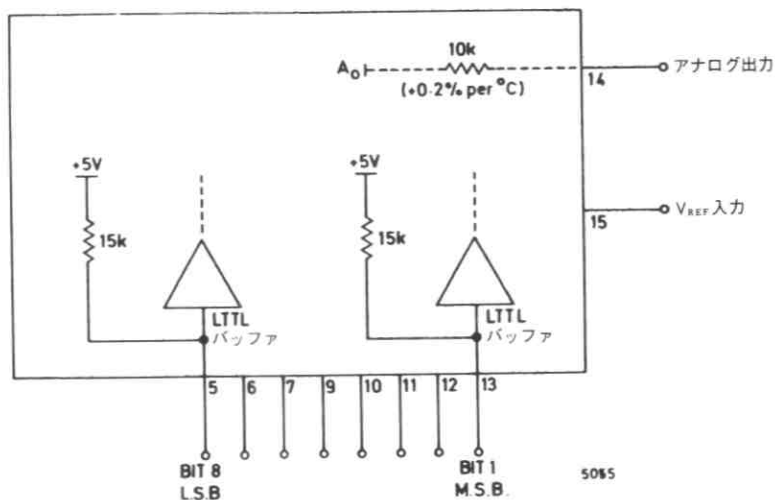 10k
A₀
(+0·2% per °C)
14
アナログ出力
+5V
+5V
15
VREF入力
15k
15k
LTTL
バッファ
LTTL
バッファ
5
6
7
9
10
11
12
13
BIT 8
L.S.B
BIT 1
M.S.B.
5065